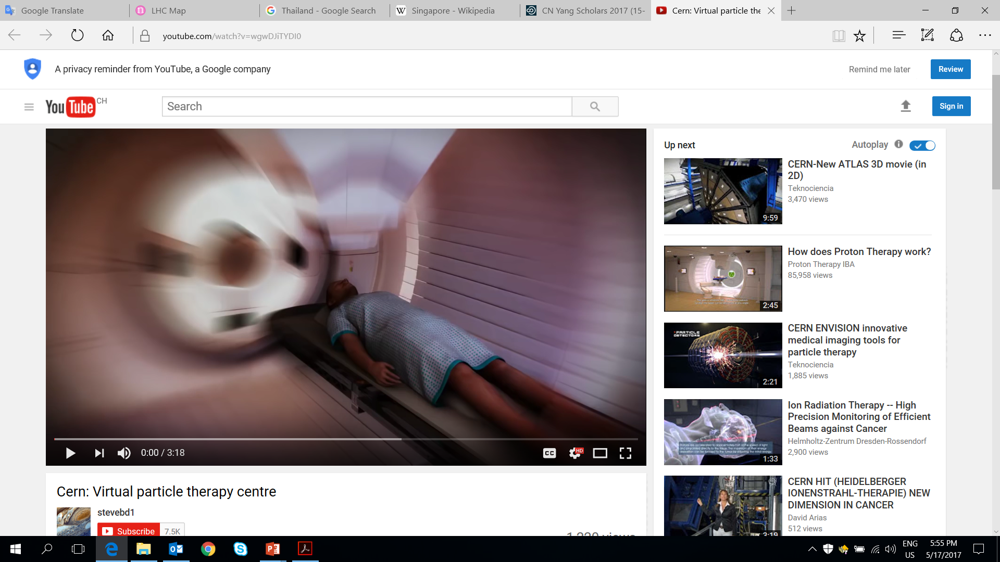 Google Translate
LHC Map
Thailand - Google Search
Singapore - Wikipedia
CN Yang Scholars 2017 (15-
Cern: Virtual particle the
youtube.com/watch?v=wgwDJiTYDI0
A privacy reminder from YouTube, a Google company
Remind me later
Review
YouTube CH
Search
Sign in
Up next
Autoplay
CERN-New ATLAS 3D movie (in
2D)
Teknociencia
3,470 views
9:59
How does Proton Therapy work?
Proton Therapy IBA
85,958 views
2:45
PARTICLE
DETECTORS
CERN ENVISION innovative
medical imaging tools for
particle therapy
Teknociencia
1,885 views
2:21
Ion Radiation Therapy -- High
Precision Monitoring of Efficient
Beams against Cancer
Helmholtz-Zentrum Dresden-Rossendorf
2,900 views
1:33
CERN HIT (HEIDELBERGER
IONENSTRAHL-THERAPIE) NEW
DIMENSION IN CANCER
David Arias
512 views
3:19
0:00 / 3:18
CC
HD
Cern: Virtual particle therapy centre
stevebd1
Subscribe
7.5K
views
ENG
US
5:55 PM
5/17/2017